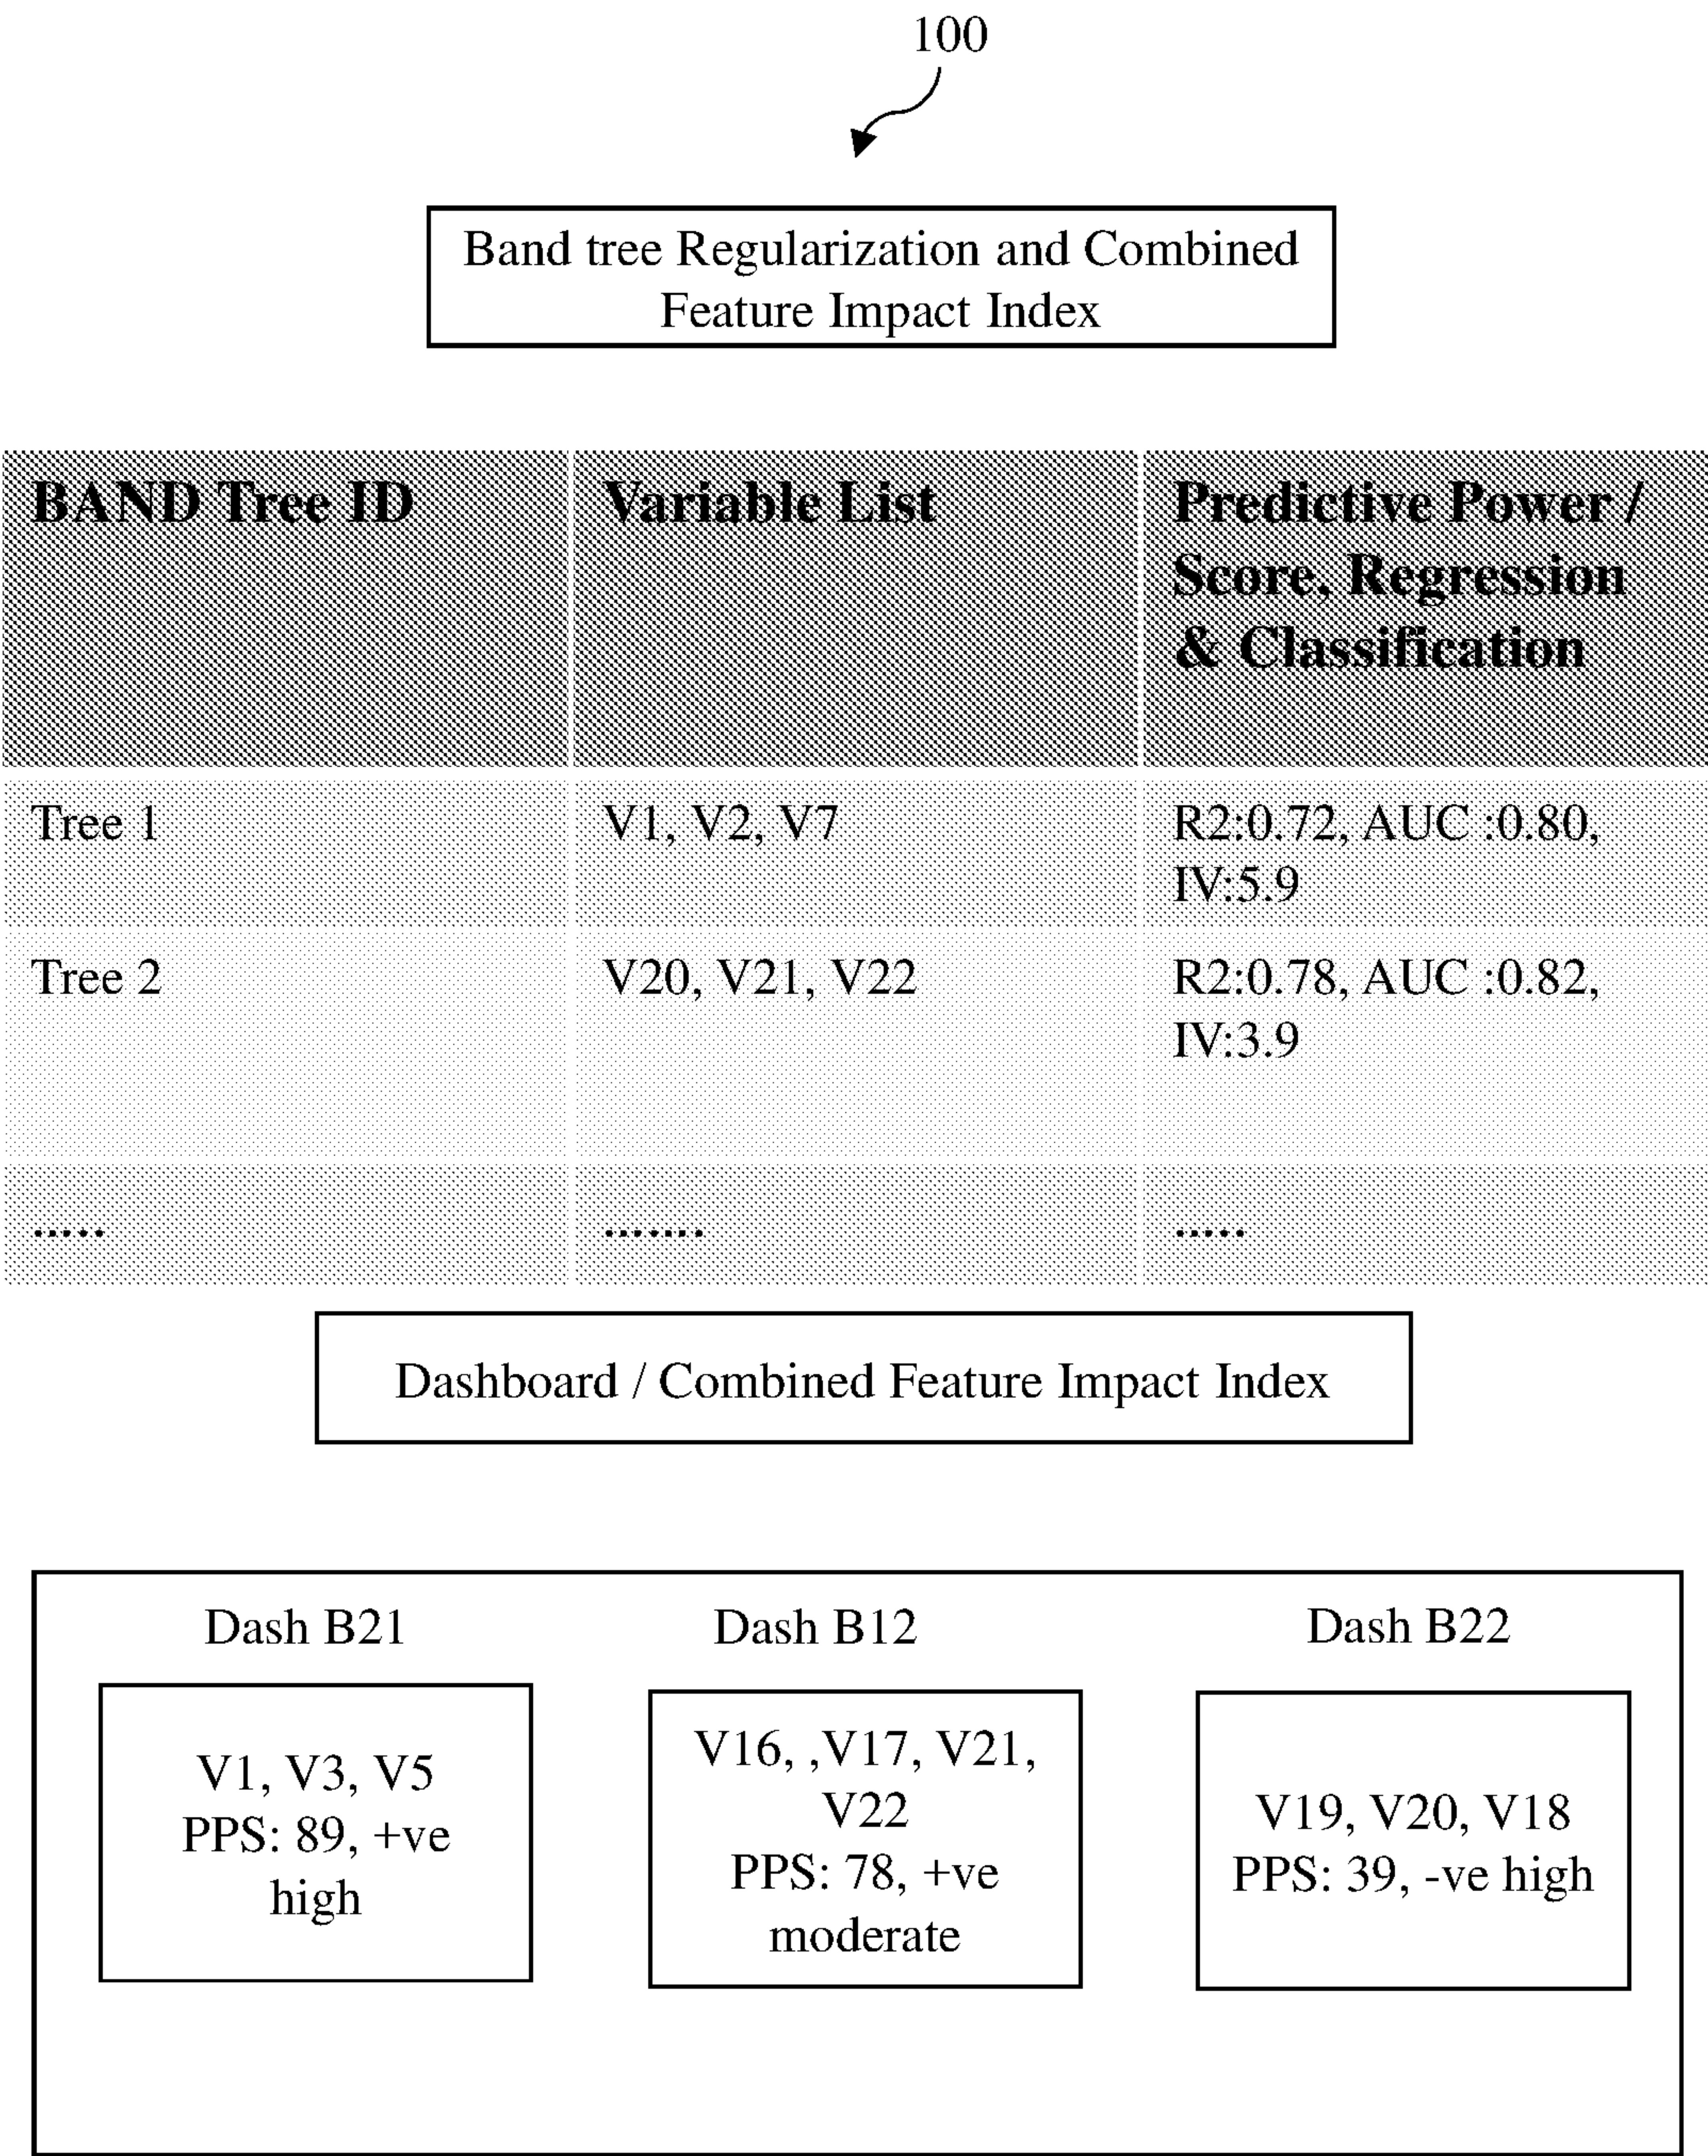 100
Band tree Regularization and Combined
Feature Impact Index
BAND Tree ID
Variable List
Predictive Power /
Score, Regression
& Classification
Tree 1
V1, V2, V7
R2:0.72, AUC :0.80,
IV:5.9
Tree 2
V20, V21, V22
R2:0.78, AUC :0.82,
IV:3.9
.....
.......
.....
Dashboard / Combined Feature Impact Index
Dash B21
V1, V3, V5
PPS: 89, +ve
high
Dash B12
V16, ,V17, V21,
V22
PPS: 78, +ve
moderate
Dash B22
V19, V20, V18
PPS: 39, -ve high